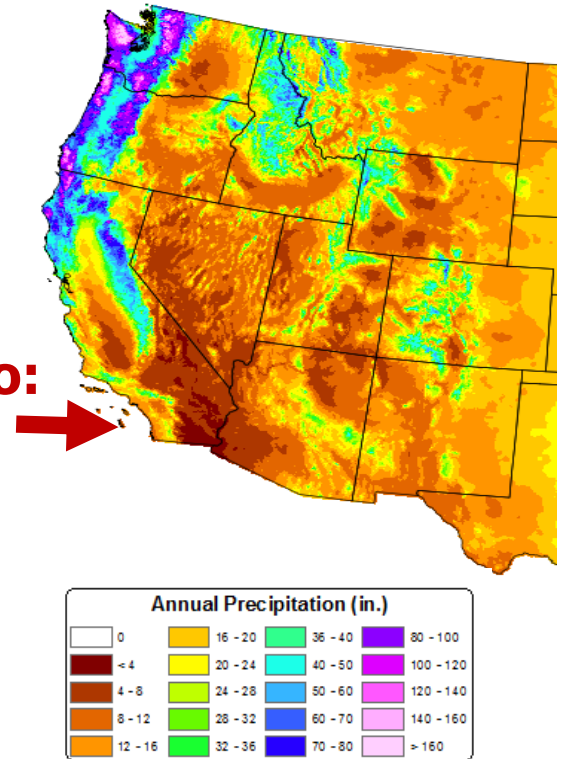 o:
Annual Precipitation (in.)
0 16 - 20 36 - 40 80 - 100
< 4 20 - 24 40 - 50 100 - 120
4 - 8 24 - 28 50 - 60 120 - 140
8 - 12 28 - 32 60 - 70 140 - 160
12 - 16 32 - 36 70 - 80 > 160